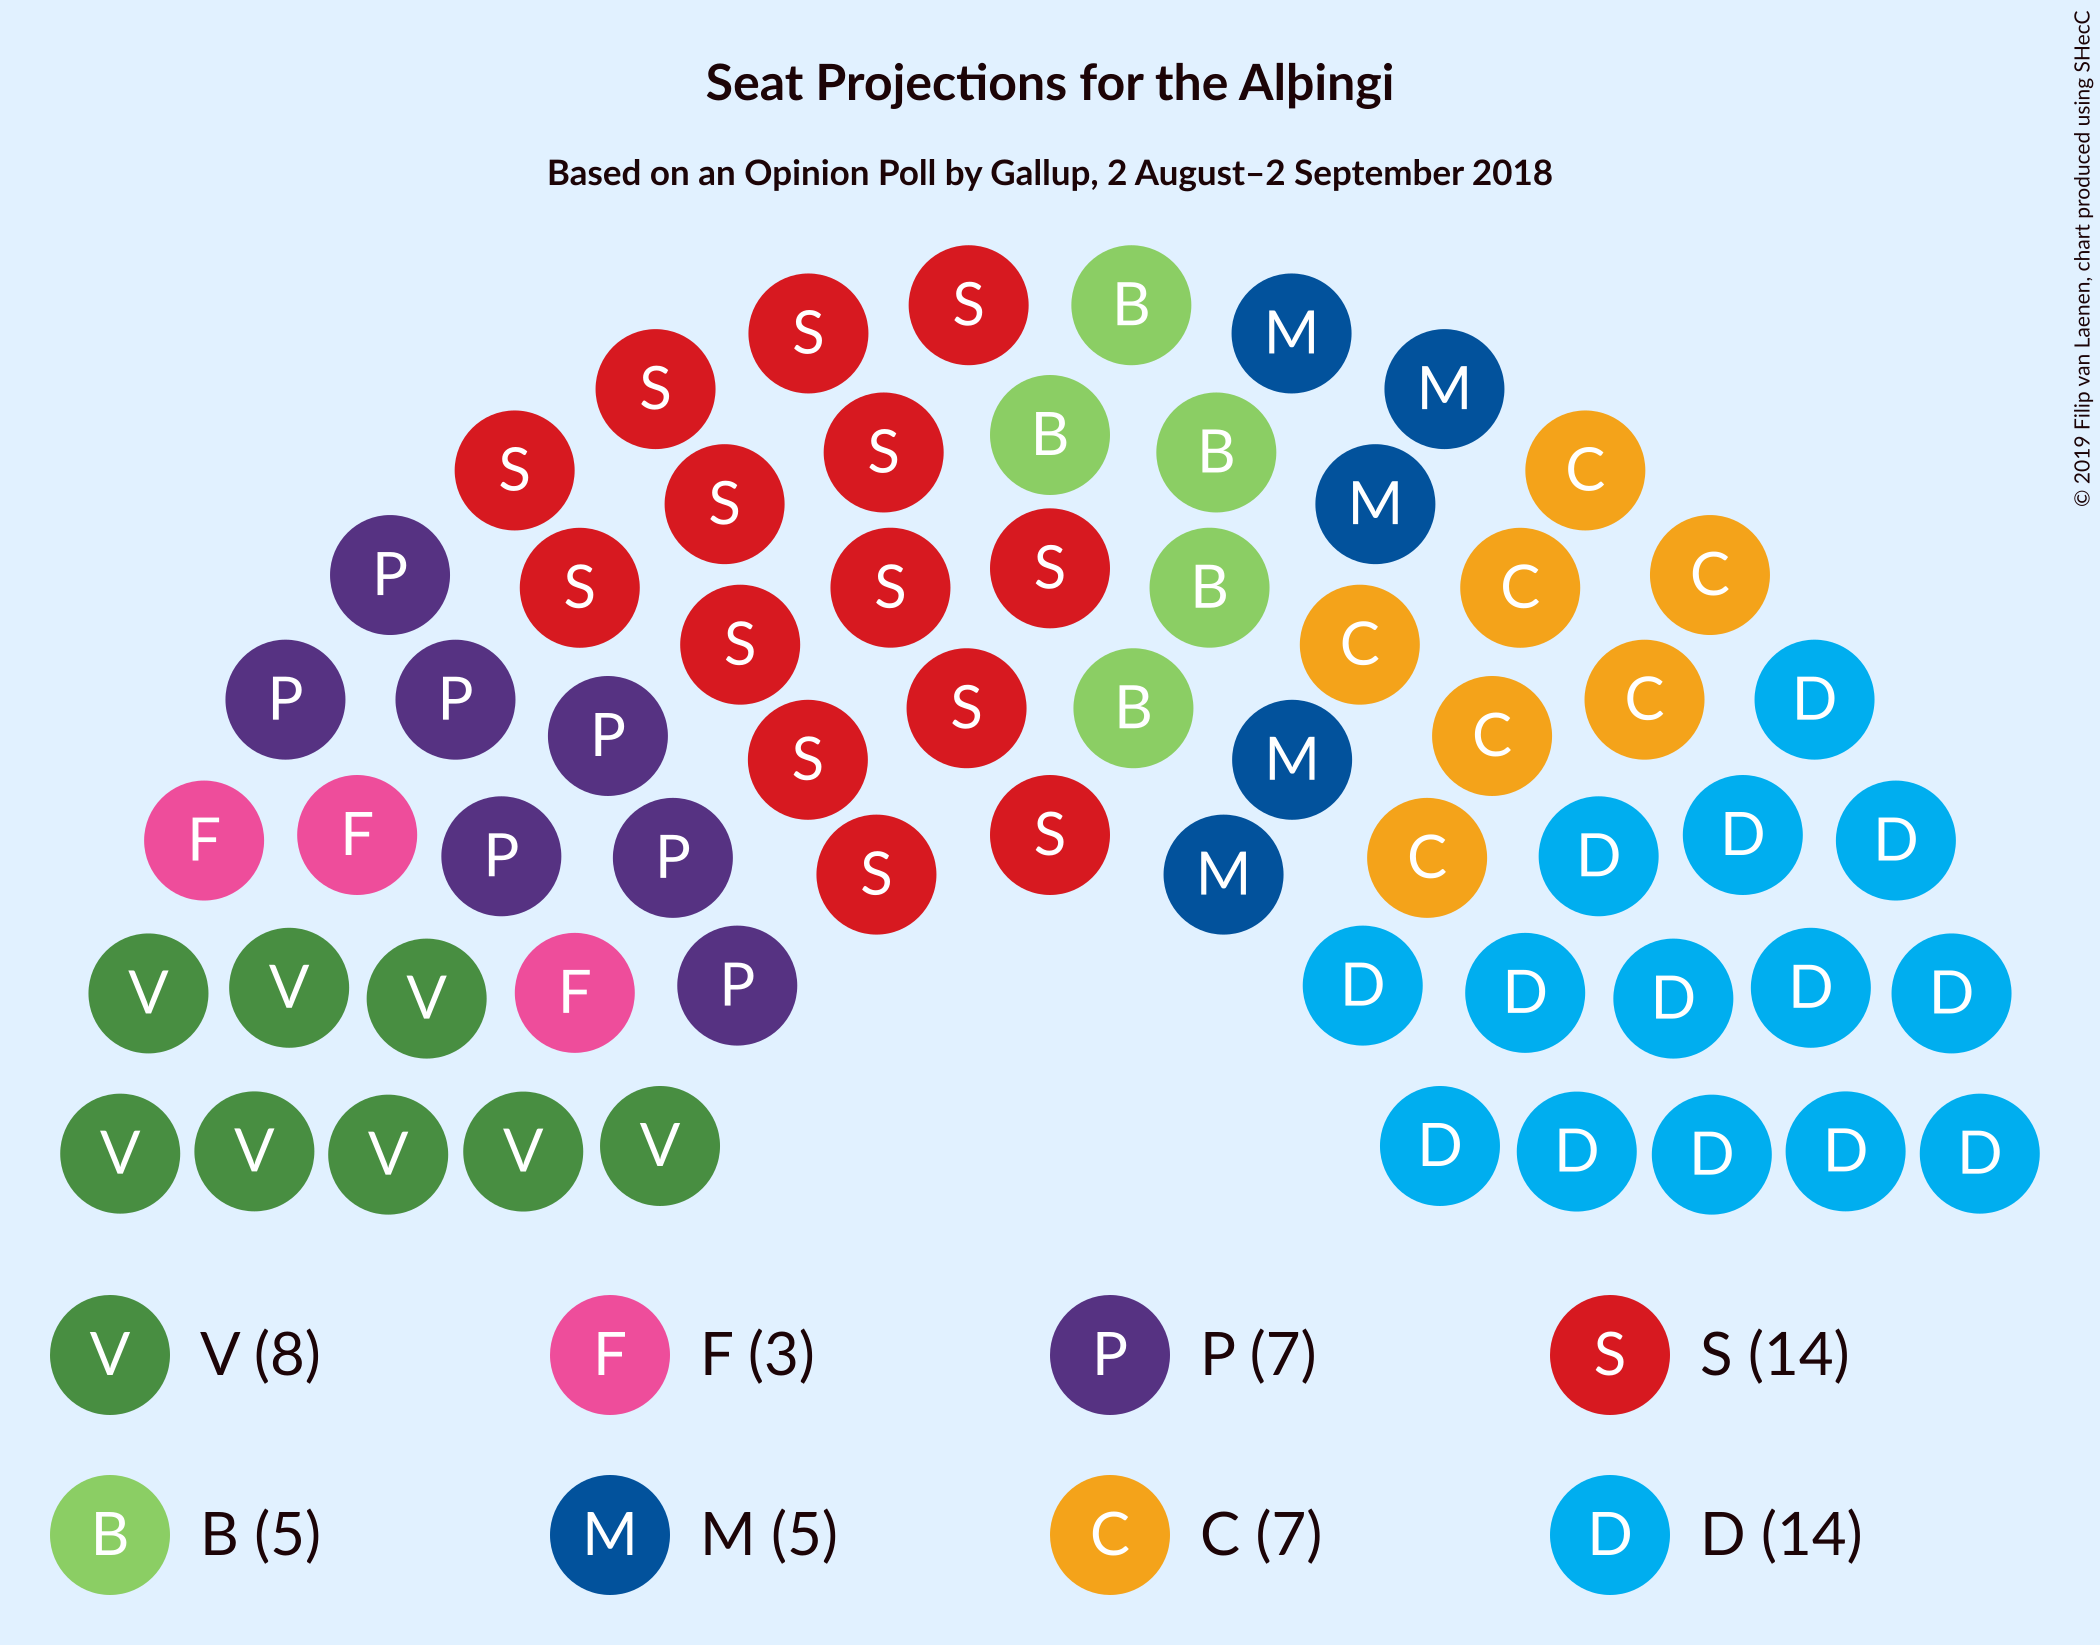 Seat Projections for the Alþingi
Based on an Opinion Poll by Gallup, 2 August–2 September 2018
© 2019 Filip van Laenen, chart produced using SHecC
S S B M
S M
S S B B C
S M
P S S C C
S S B C
P P S C D
P S B C
S M
F F P P S C D D D
S M
V V V F P D D D D D
V V V V V D D D D D
V V (8) F F (3) P P (7) S S (14)
B B (5) M M (5) C C (7) D D (14)